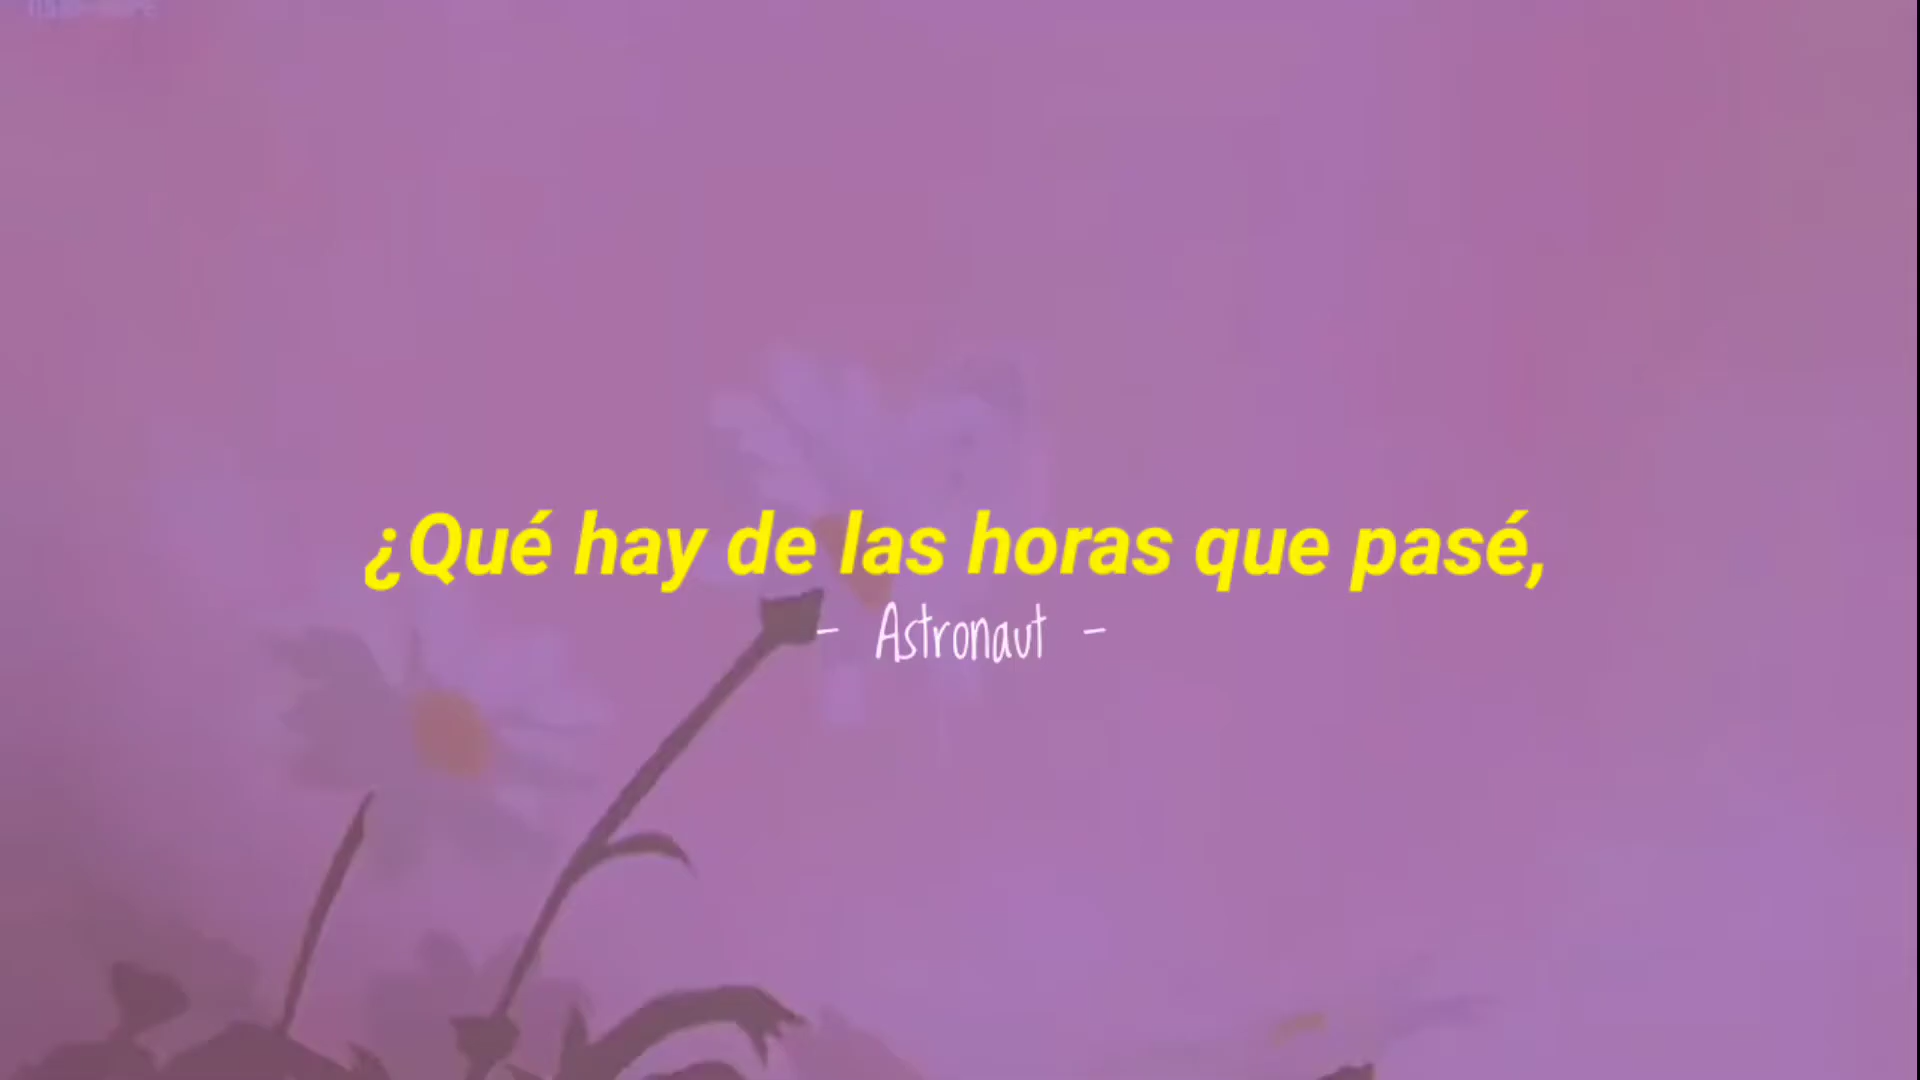 ¿Qué hay de las horas que pasé,
- Astronaut -